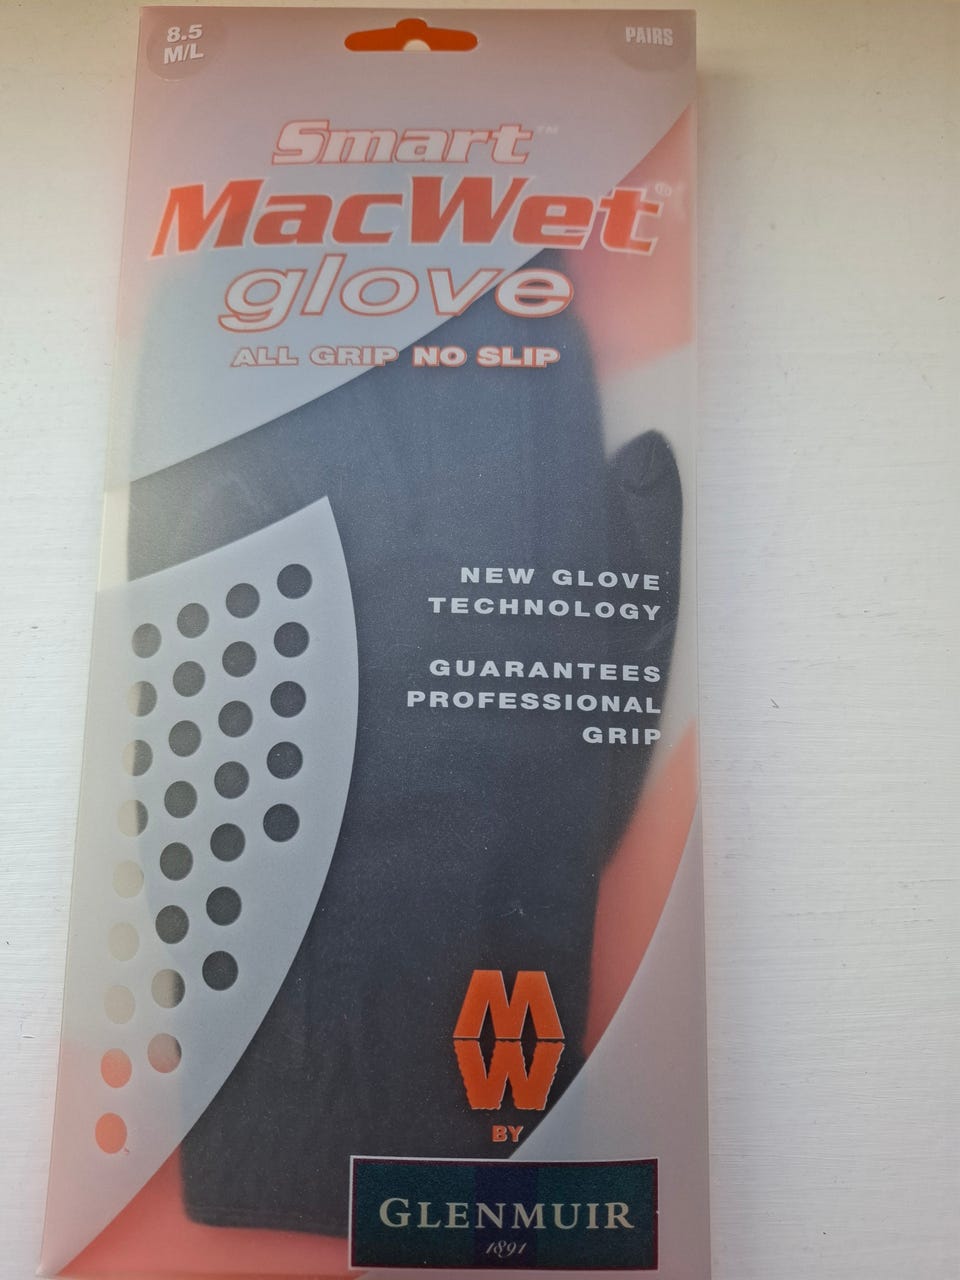 8.5
M/L
PAIRS
Smart™
MacWet®
glove
ALL GRIP NO SLIP
NEW GLOVE
TECHNOLOGY
GUARANTEES
PROFESSIONAL
GRIP
MW
BY
GLENMUIR
1891